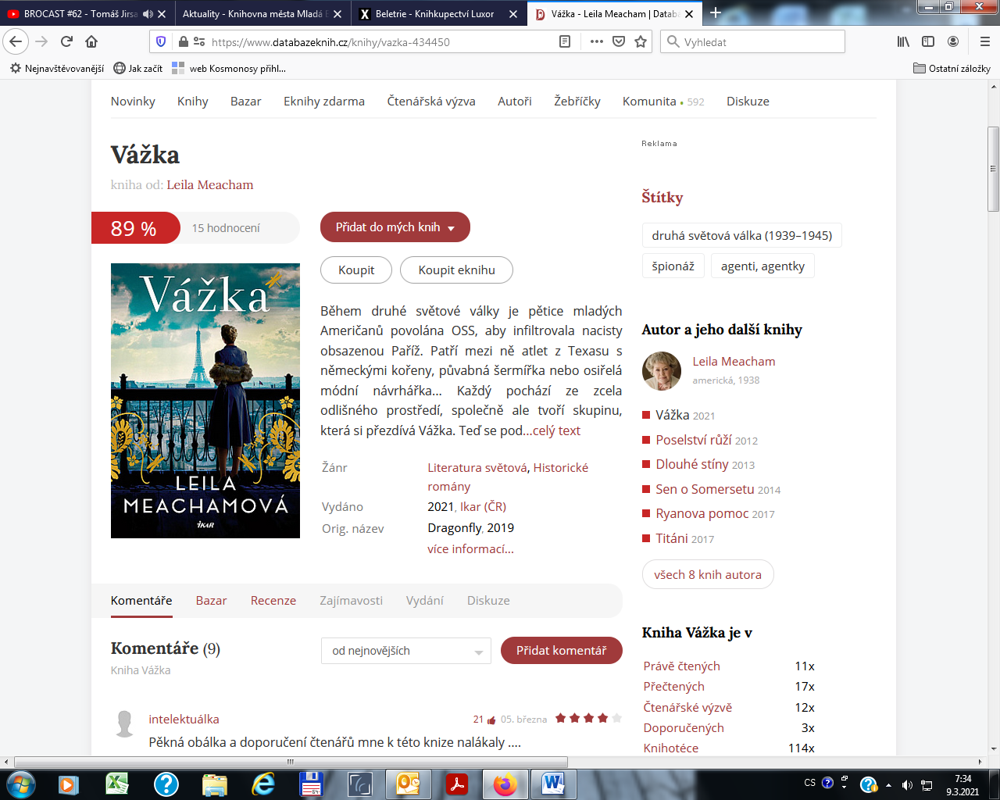 BROCAST #62 - Tomáš Jirsa
Aktuality - Knihovna města Mladá B
Beletrie - Knihkupectví Luxor
Vážka - Leila Meacham | Datab
https://www.databazeknih.cz/knihy/vazka-434450
Vyhledat
Nejnavštěvovanější
Jak začít
web Kosmonosy přihl...
Ostatní záložky
Novinky Knihy Bazar Eknihy zdarma Čtenářská výzva Autoři Žebříčky Komunita • 592 Diskuze
Vážka
kniha od: Leila Meacham
89 %
15 hodnocení
Přidat do mých knih
Koupit
Koupit eknihu
Vážka
LEILA
MEACHAMOVÁ
IKAR
Během druhé světové války je pětice mladých
Američanů povolána OSS, aby infiltrovala nacisty
obsazenou Paříž. Patří mezi ně atlet z Texasu s
německými kořeny, půvabná šermířka nebo osiřelá
módní návrhářka... Každý pochází ze zcela
odlišného prostředí, společně ale tvoří skupinu,
která si přezdívá Vážka. Teď se pod...celý text
Žánr Literatura světová, Historické
romány
Vydáno 2021, Ikar (ČR)
Orig. název Dragonfly, 2019
více informací...
Komentáře Bazar Recenze Zajímavosti Vydání Diskuze
Komentáře (9)
Kniha Vážka
od nejnovějších
Přidat komentář
intelektuálka
21
05. března
Pěkná obálka a doporučení čtenářů mne k této knize nalákaly ....
Reklama
Štítky
druhá světová válka (1939–1945)
špionáž
agenti, agentky
Autor a jeho další knihy
Leila Meacham
americká, 1938
Vážka 2021
Poselství růží 2012
Dlouhé stíny 2013
Sen o Somersetu 2014
Ryanova pomoc 2017
Titáni 2017
všech 8 knih autora
Kniha Vážka je v
Právě čtených 11x
Přečtených 17x
Čtenářské výzvě 12x
Doporučených 3x
Knihotéce 114x
CS
7:34
9.3.2021